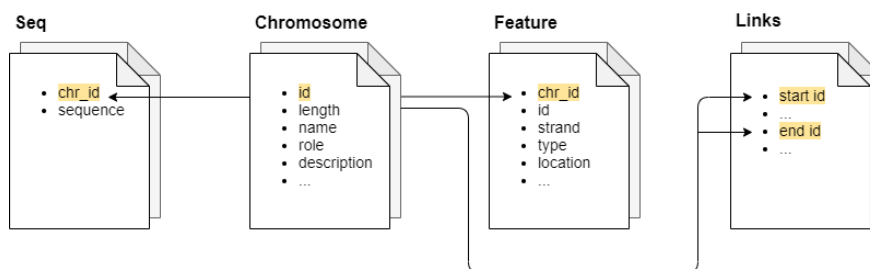 Seq
chr_id
sequence
Chromosome
id
length
name
role
description
...
Feature
chr_id
id
strand
type
location
...
Links
start id
...
end id
...